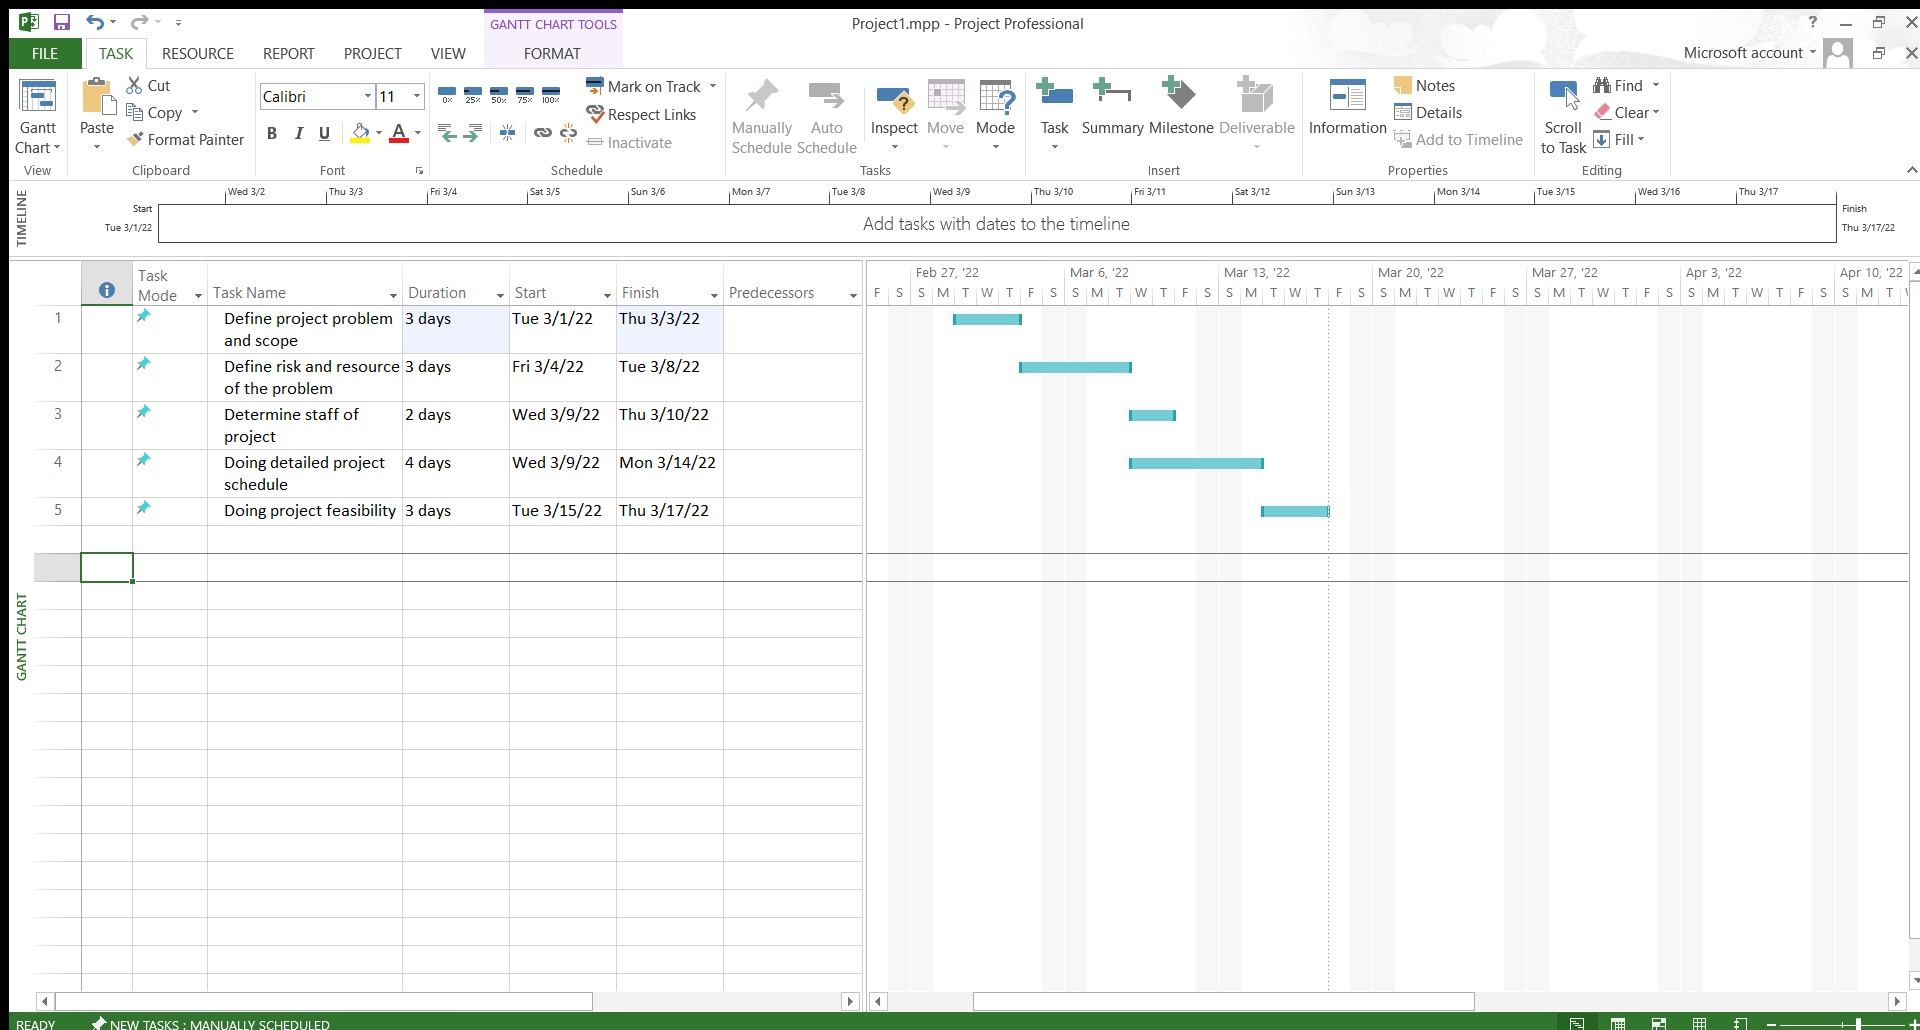 GANTT CHART TOOLS
Project1.mpp - Project Professional
?
FILE TASK RESOURCE REPORT PROJECT VIEW FORMAT
Microsoft account
Gantt Chart
View
Paste
Cut
Copy
Format Painter
Clipboard
Calibri 11
B I U A
Font
0% 25% 50% 75% 100%
Mark on Track
Respect Links
Inactivate
Schedule
Manually Schedule
Auto Schedule
Inspect
Move
Mode
Tasks
Task
Summary
Milestone
Deliverable
Insert
Information
Notes
Details
Add to Timeline
Properties
Scroll to Task
Find
Clear
Fill
Editing
TIMELINE
Wed 3/2 Thu 3/3 Fri 3/4 Sat 3/5 Sun 3/6 Mon 3/7 Tue 3/8 Wed 3/9 Thu 3/10 Fri 3/11 Sat 3/12 Sun 3/13 Mon 3/14 Tue 3/15 Wed 3/16 Thu 3/17
Start
Tue 3/1/22
Add tasks with dates to the timeline
Finish
Thu 3/17/22
GANTT CHART
Task Mode Task Name Duration Start Finish Predecessors
Feb 27, '22 Mar 6, '22 Mar 13, '22 Mar 20, '22 Mar 27, '22 Apr 3, '22 Apr 10, '22
F S S M T W T F S S M T W T F S S M T W T F S S M T W T F S S M T W T F S S M T W T F S S M T
1 Define project problem and scope 3 days Tue 3/1/22 Thu 3/3/22
2 Define risk and resource of the problem 3 days Fri 3/4/22 Tue 3/8/22
3 Determine staff of project 2 days Wed 3/9/22 Thu 3/10/22
4 Doing detailed project schedule 4 days Wed 3/9/22 Mon 3/14/22
5 Doing project feasibility 3 days Tue 3/15/22 Thu 3/17/22
READY NEW TASKS : MANUALLY SCHEDULED